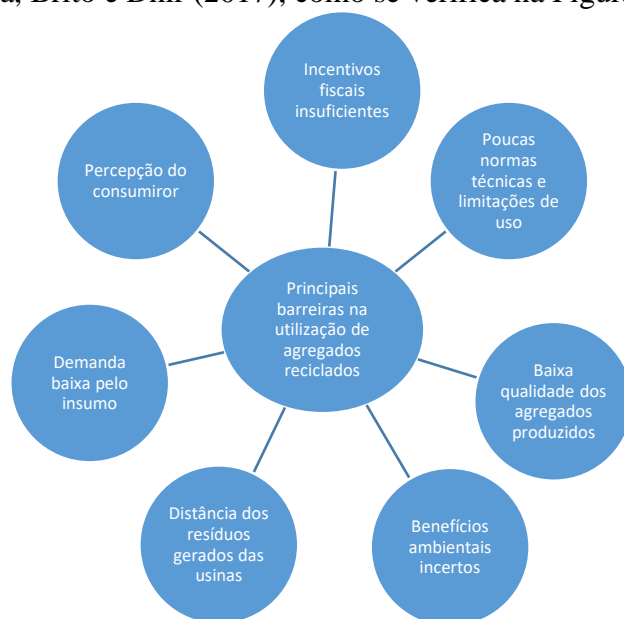 a, Brito e Dhir (2017), como se verifica na Figura
Incentivos
fiscais
insuficientes
Poucas
normas
técnicas e
limitações de
uso
Baixa
qualidade dos
agregados
produzidos
Benefícios
ambientais
incertos
Distância dos
resíduos
gerados das
usinas
Demanda
baixa pelo
insumo
Percepção do
consumiror
Principais
barreiras na
utilização de
agregados
reciclados